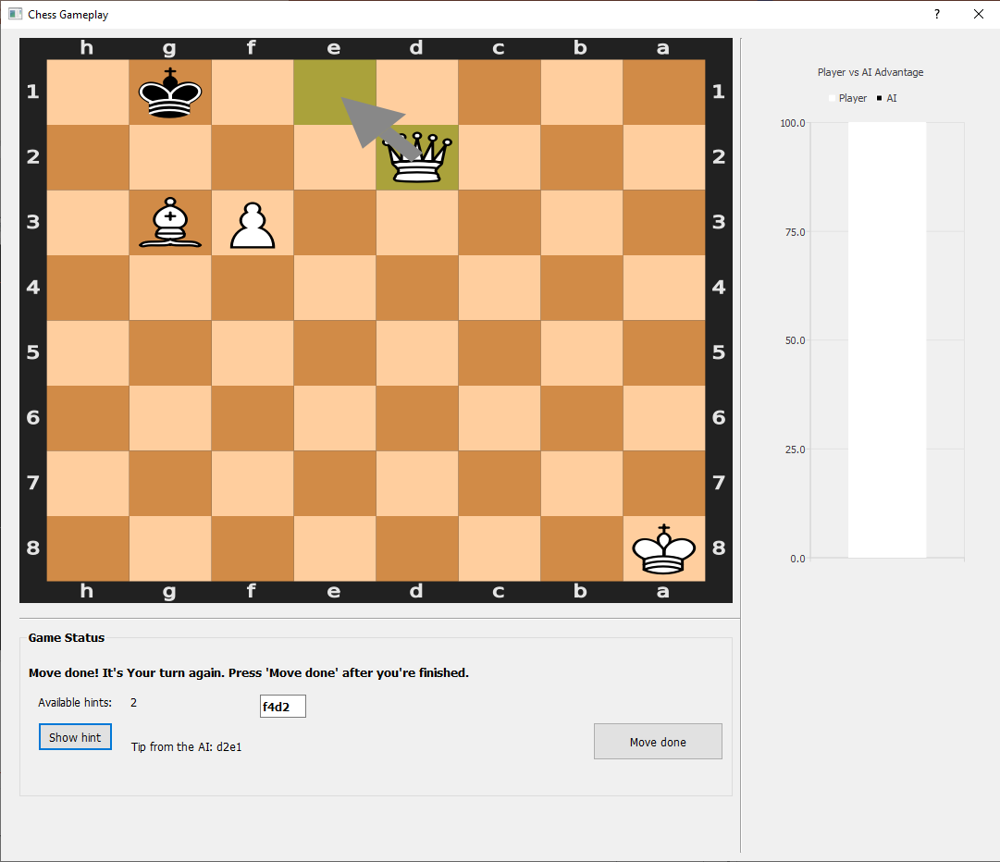 Chess Gameplay
?
h g f e d c b a
1 1
2 2
3 3
4 4
5 5
6 6
7 7
8 8
h g f e d c b a
Player vs AI Advantage
Player AI
100.0
75.0
50.0
25.0
0.0
Game Status
Move done! It's Your turn again. Press 'Move done' after you're finished.
Available hints: 2
f4d2
Show hint
Tip from the AI: d2e1
Move done